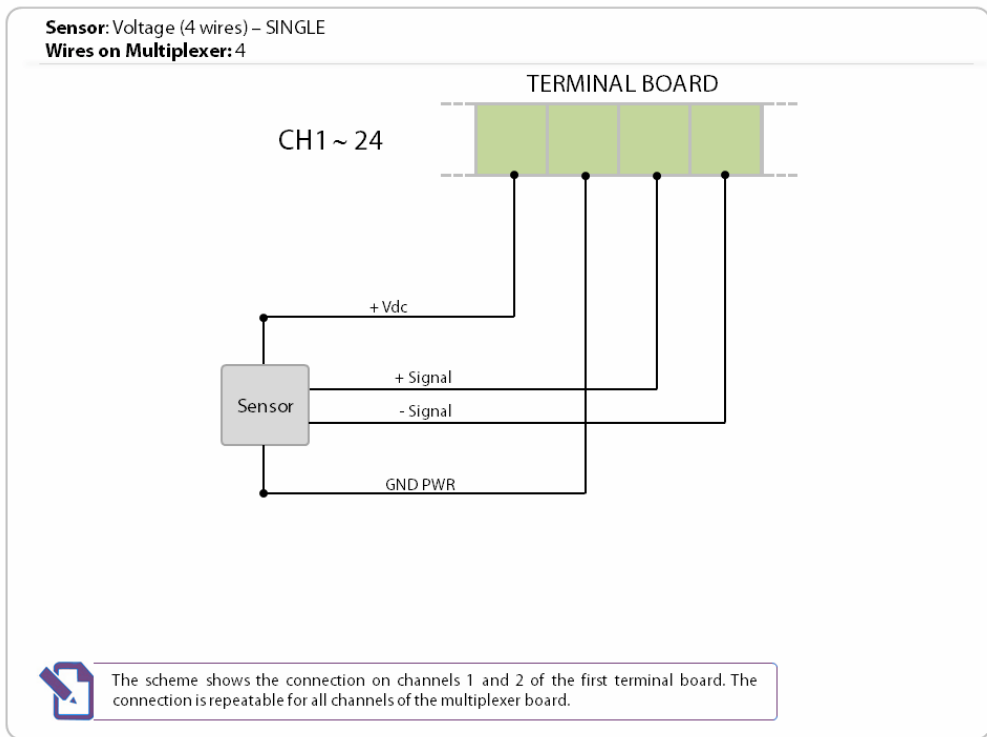 Sensor: Voltage (4 wires) – SINGLE
Wires on Multiplexer: 4
TERMINAL BOARD
CH1 ~ 24
+ Vdc
+ Signal
Sensor
- Signal
GND PWR
The scheme shows the connection on channels 1 and 2 of the first terminal board. The
connection is repeatable for all channels of the multiplexer board.